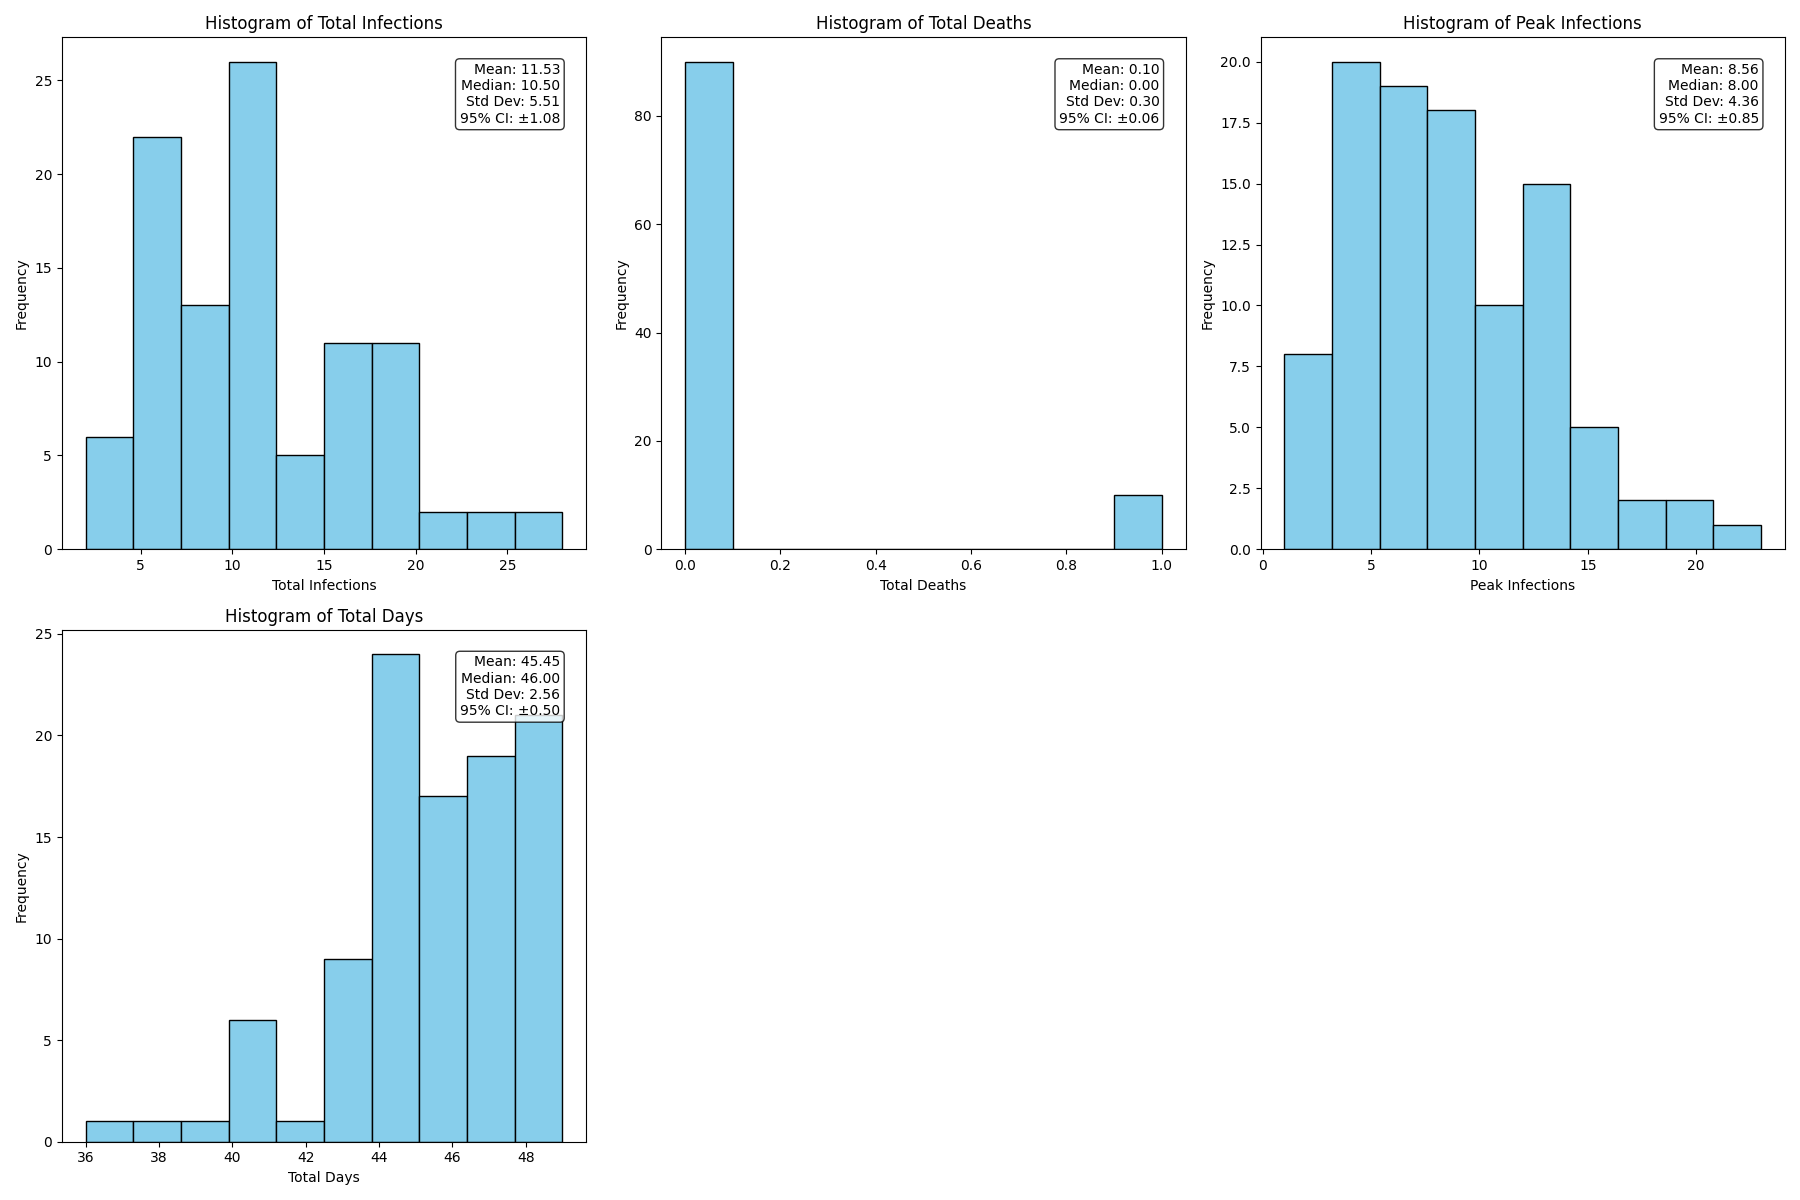 Histogram of Total Infections
25
20
15
10
5
0
Frequency
Mean: 11.53
Median: 10.50
Std Dev: 5.51
95% CI: ±1.08
5 10 15 20 25
Total Infections
Histogram of Total Deaths
80
60
40
20
0
Frequency
Mean: 0.10
Median: 0.00
Std Dev: 0.30
95% CI: ±0.06
0.0 0.2 0.4 0.6 0.8 1.0
Total Deaths
Histogram of Peak Infections
20.0
17.5
15.0
12.5
10.0
7.5
5.0
2.5
0.0
Frequency
Mean: 8.56
Median: 8.00
Std Dev: 4.36
95% CI: ±0.85
0 5 10 15 20
Peak Infections
Histogram of Total Days
25
20
15
10
5
0
Frequency
Mean: 45.45
Median: 46.00
Std Dev: 2.56
95% CI: ±0.50
36 38 40 42 44 46 48
Total Days